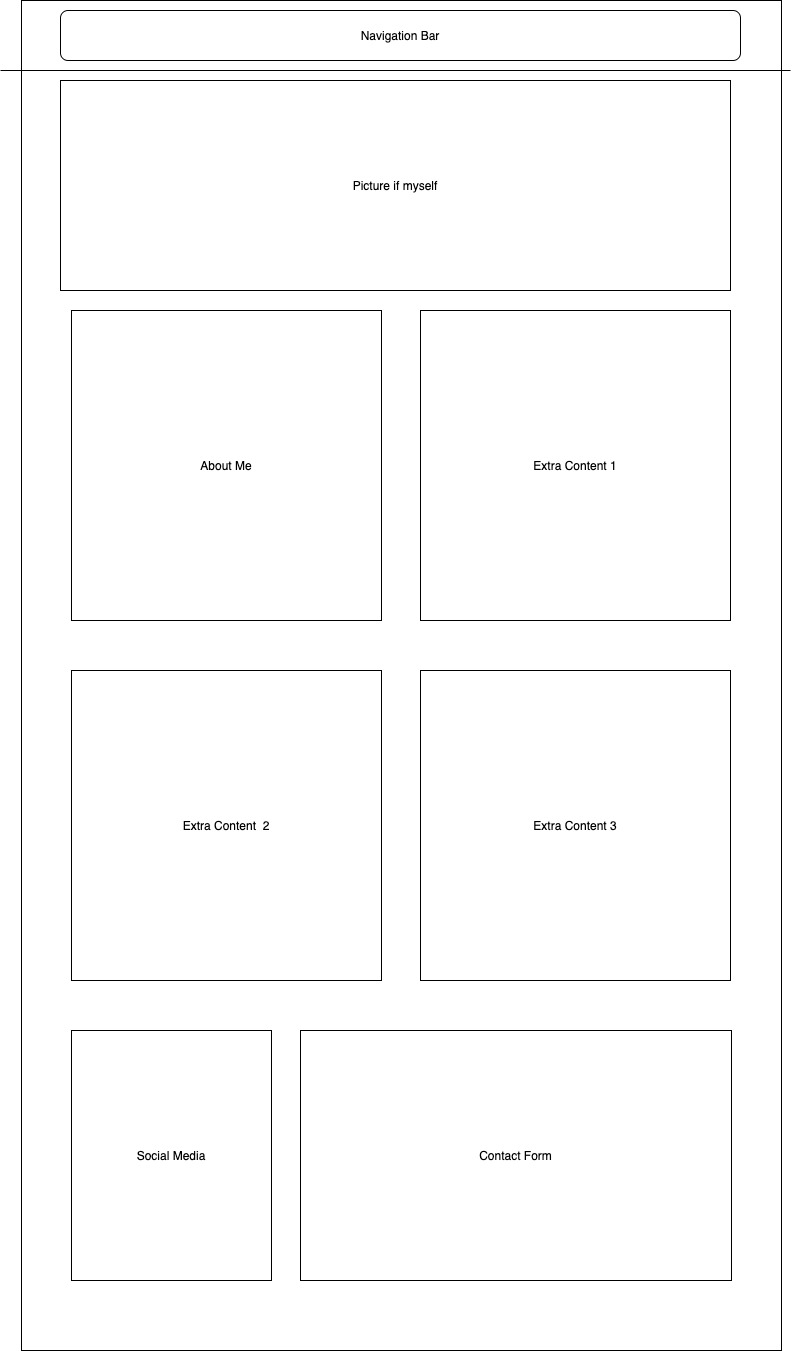 Navigation Bar
Picture if myself
About Me
Extra Content 1
Extra Content  2
Extra Content 3
Social Media
Contact Form